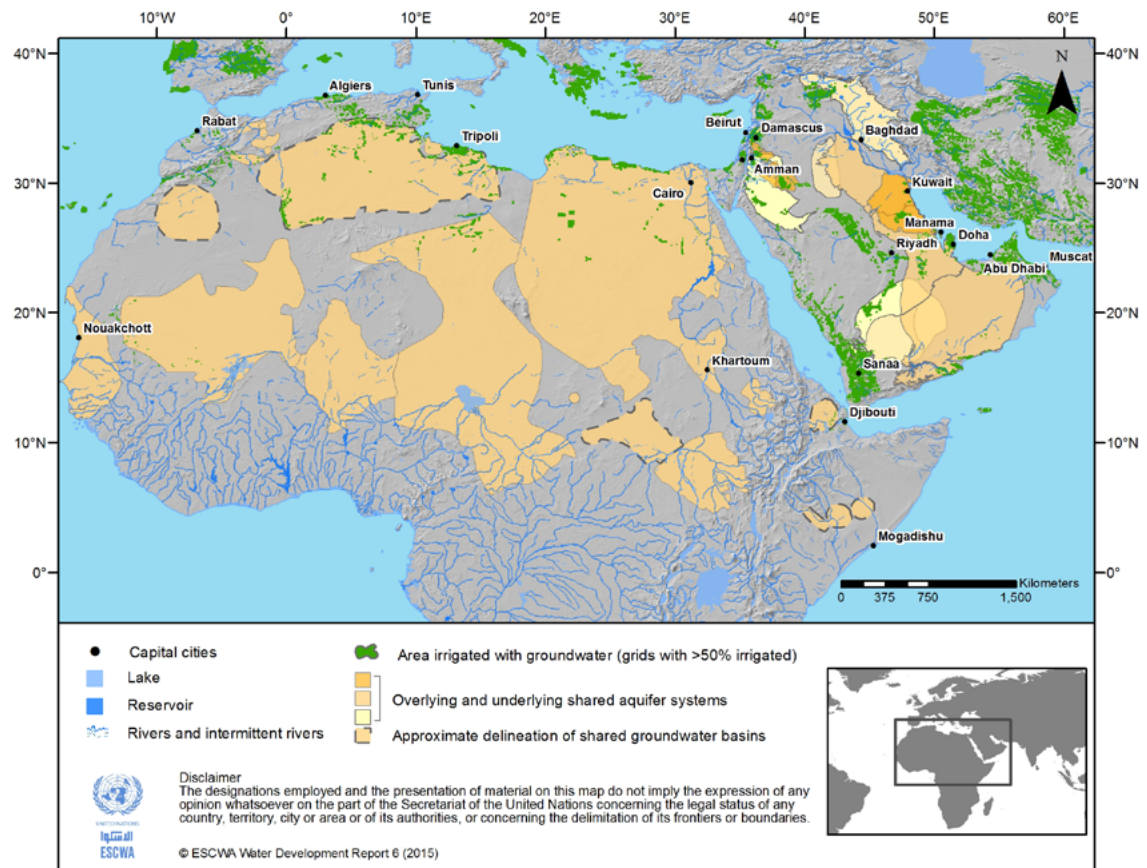 10°W 0° 10°E 20°E 30°E 40°E 50°E 60°E
40°N 40°N
N
Algiers Tunis
Rabat
Beirut Damascus
Baghdad
Tripoli
Amman
30°N 30°N
Cairo
Kuwait
Manama Doha
Riyadh
Muscat
Abu Dhabi
20°N 20°N
Nouakchott
Khartoum
Sanaa
Djibouti
10°N 10°N
Mogadishu
0° 0°
Kilometers
0 375 750 1,500
Capital cities
Lake
Reservoir
Rivers and intermittent rivers
Area irrigated with groundwater (grids with >50% irrigated)
Overlying and underlying shared aquifer systems
Approximate delineation of shared groundwater basins
UNITED NATIONS
الاسكوا
ESCWA
Disclaimer
The designations employed and the presentation of material on this map do not imply the expression of any
opinion whatsoever on the part of the Secretariat of the United Nations concerning the legal status of any
country, territory, city or area or of its authorities, or concerning the delimitation of its frontiers or boundaries.
© ESCWA Water Development Report 6 (2015)